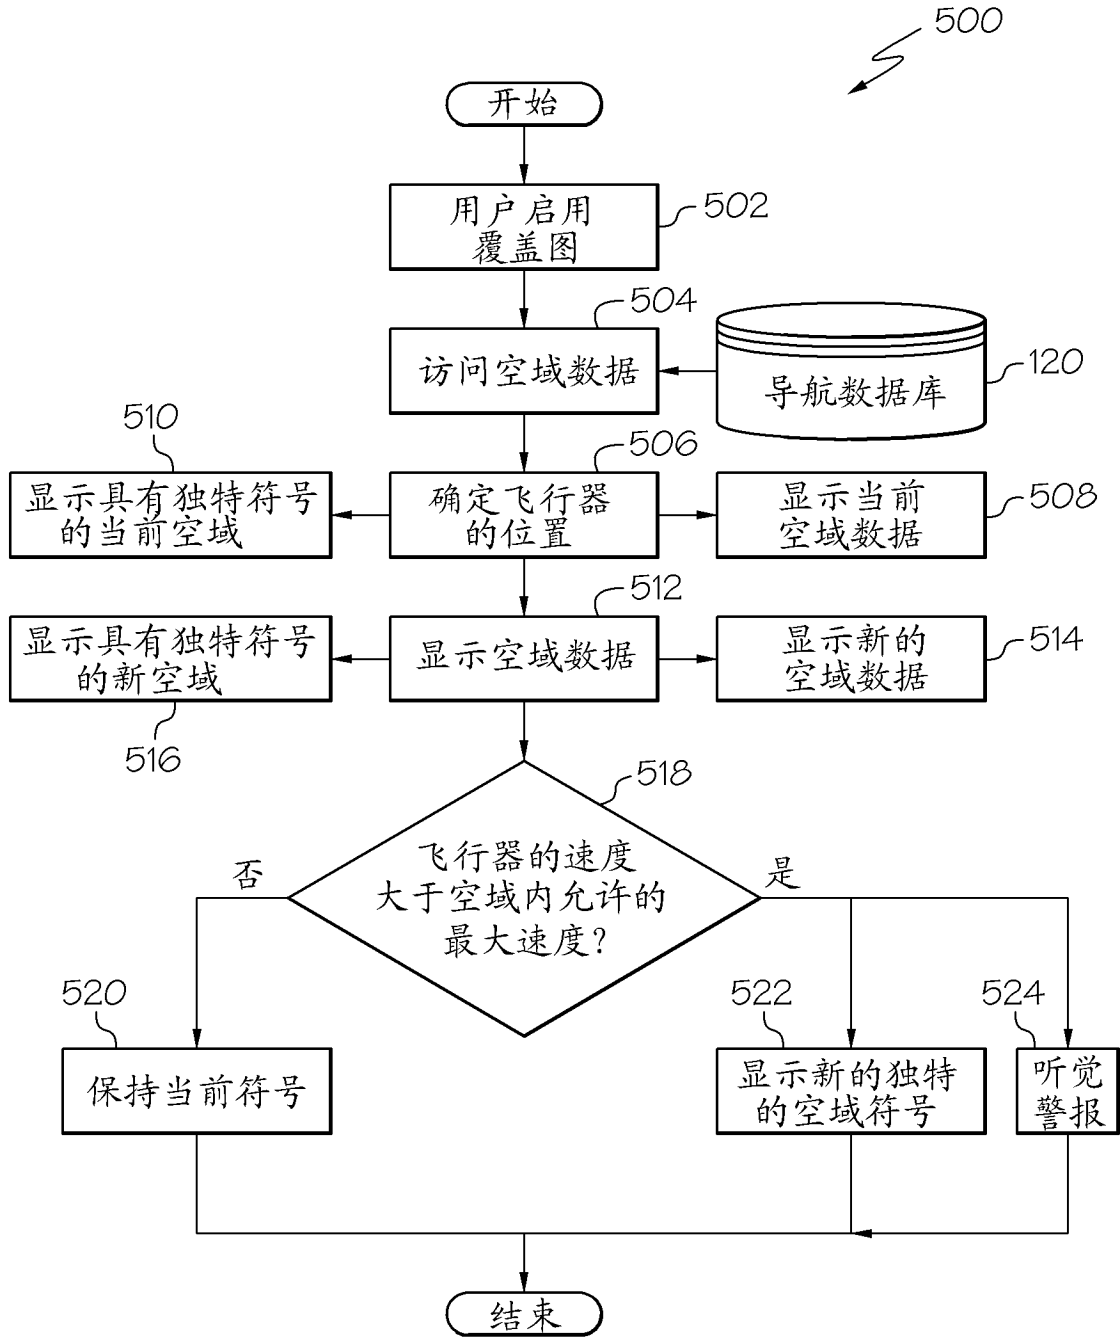 500
开始
用户启用
覆盖图
502
504
访问空域数据
导航数据库
120
510
506
显示具有独特符号
的当前空域
确定飞行器
的位置
显示当前
空域数据
508
512
显示具有独特符号
的新空域
显示空域数据
显示新的
空域数据
514
516
518
飞行器的速度
大于空域内允许的
最大速度?
否
是
520
522
524
保持当前符号
显示新的独特
的空域符号
听觉
警报
结束